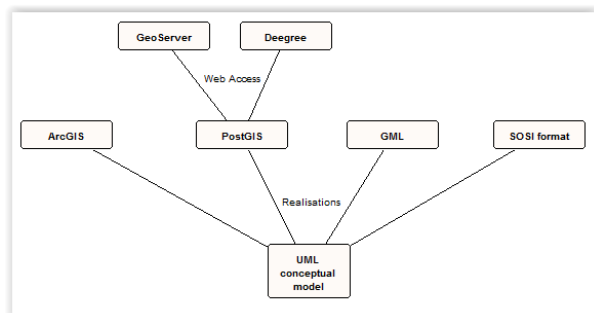 GeoServer
Deegree
Web Access
ArcGIS
PostGIS
GML
SOSI format
Realisations
UML
conceptual
model